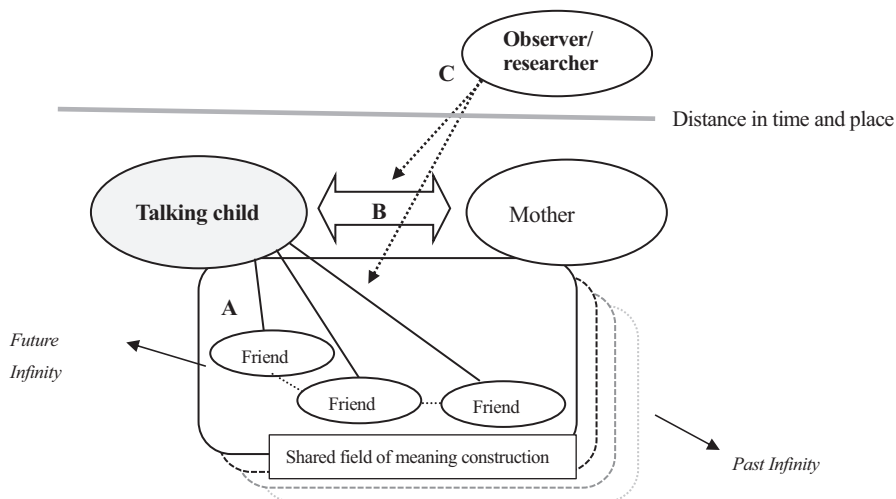 Observer/
researcher
C
Distance in time and place
Talking child
B
Mother
A
Future
Infinity
Friend
Friend
Friend
Shared field of meaning construction
Past Infinity